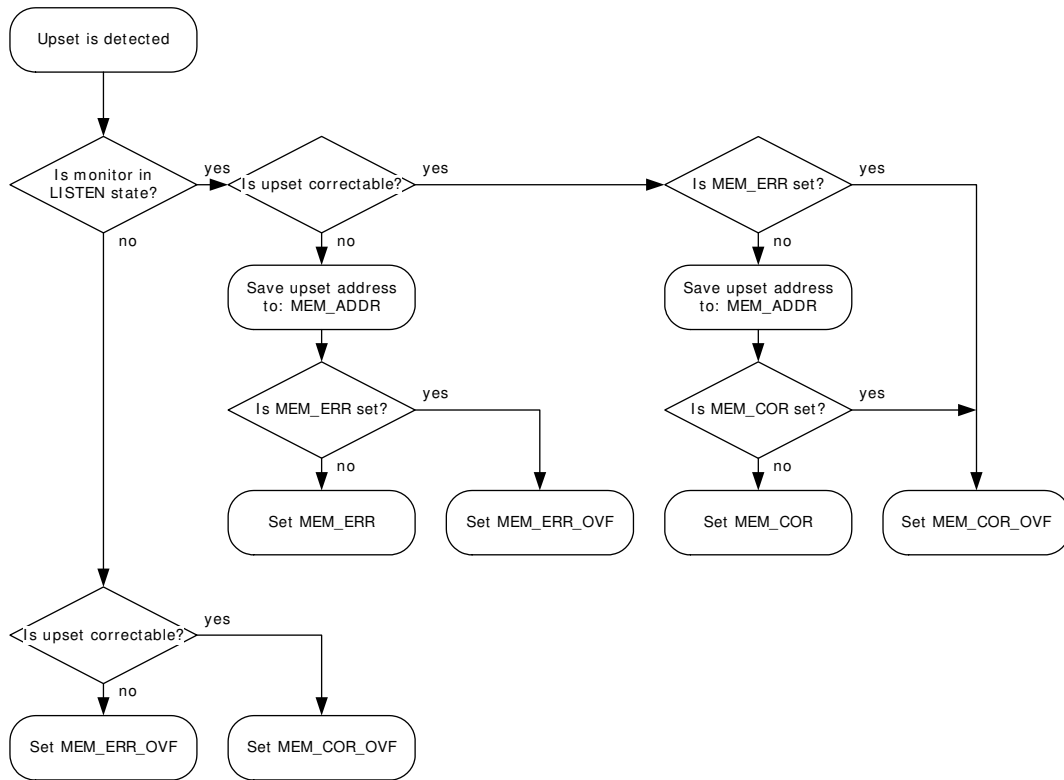 Upset is detected
Is monitor in
LISTEN state?
yes
no
Is upset correctable?
yes
no
Is MEM_ERR set?
yes
no
Save upset address
to: MEM_ADDR
Save upset address
to: MEM_ADDR
Is MEM_ERR set?
yes
no
Is MEM_COR set?
yes
no
Set MEM_ERR
Set MEM_ERR_OVF
Set MEM_COR
Set MEM_COR_OVF
Is upset correctable?
yes
no
Set MEM_ERR_OVF
Set MEM_COR_OVF